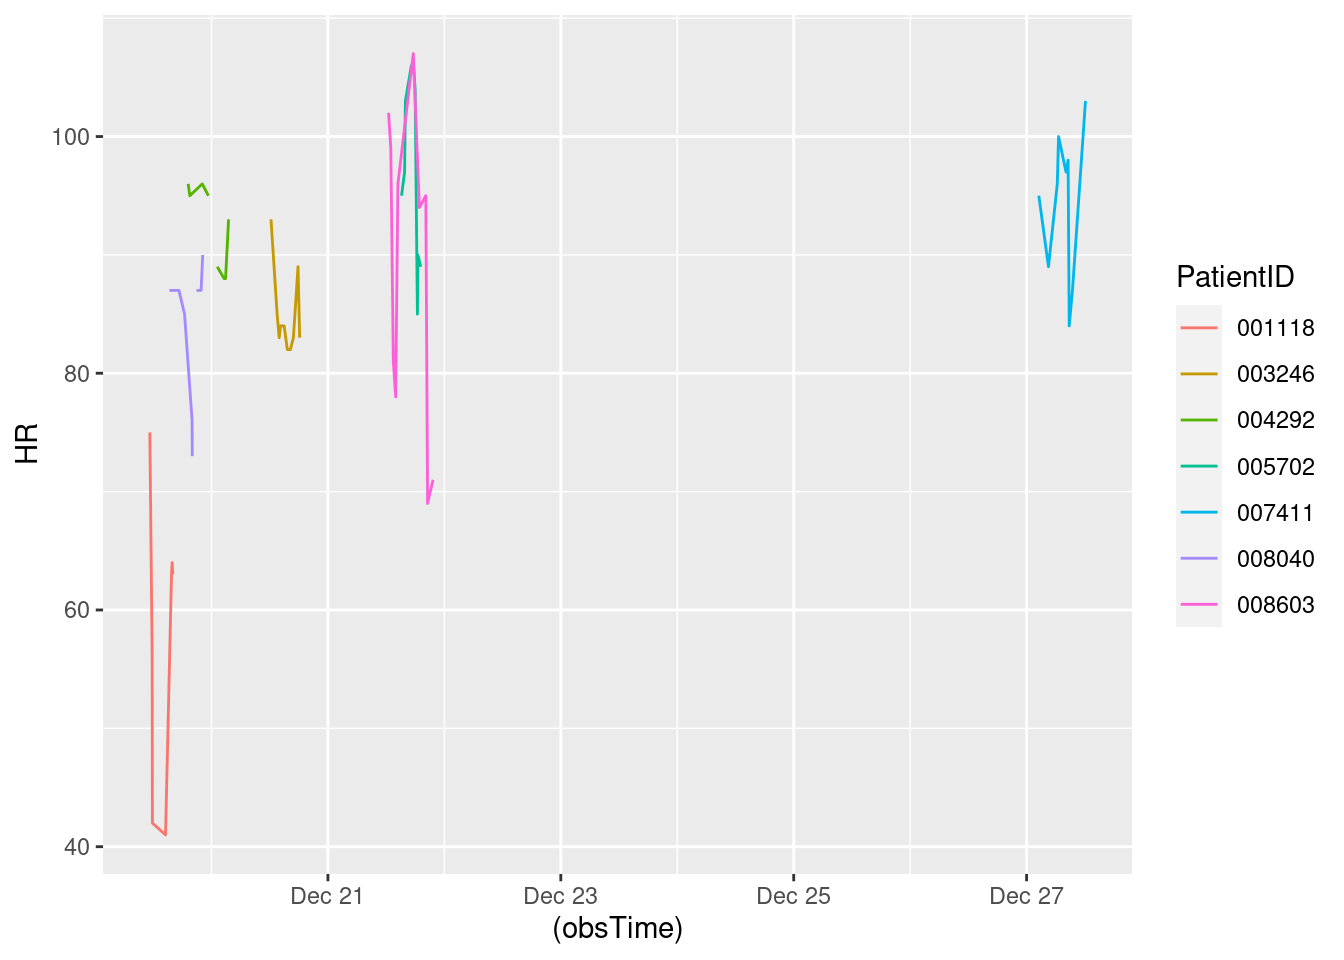 100
80
60
40
HR
Dec 21
Dec 23
Dec 25
Dec 27
(obsTime)
PatientID
001118
003246
004292
005702
007411
008040
008603